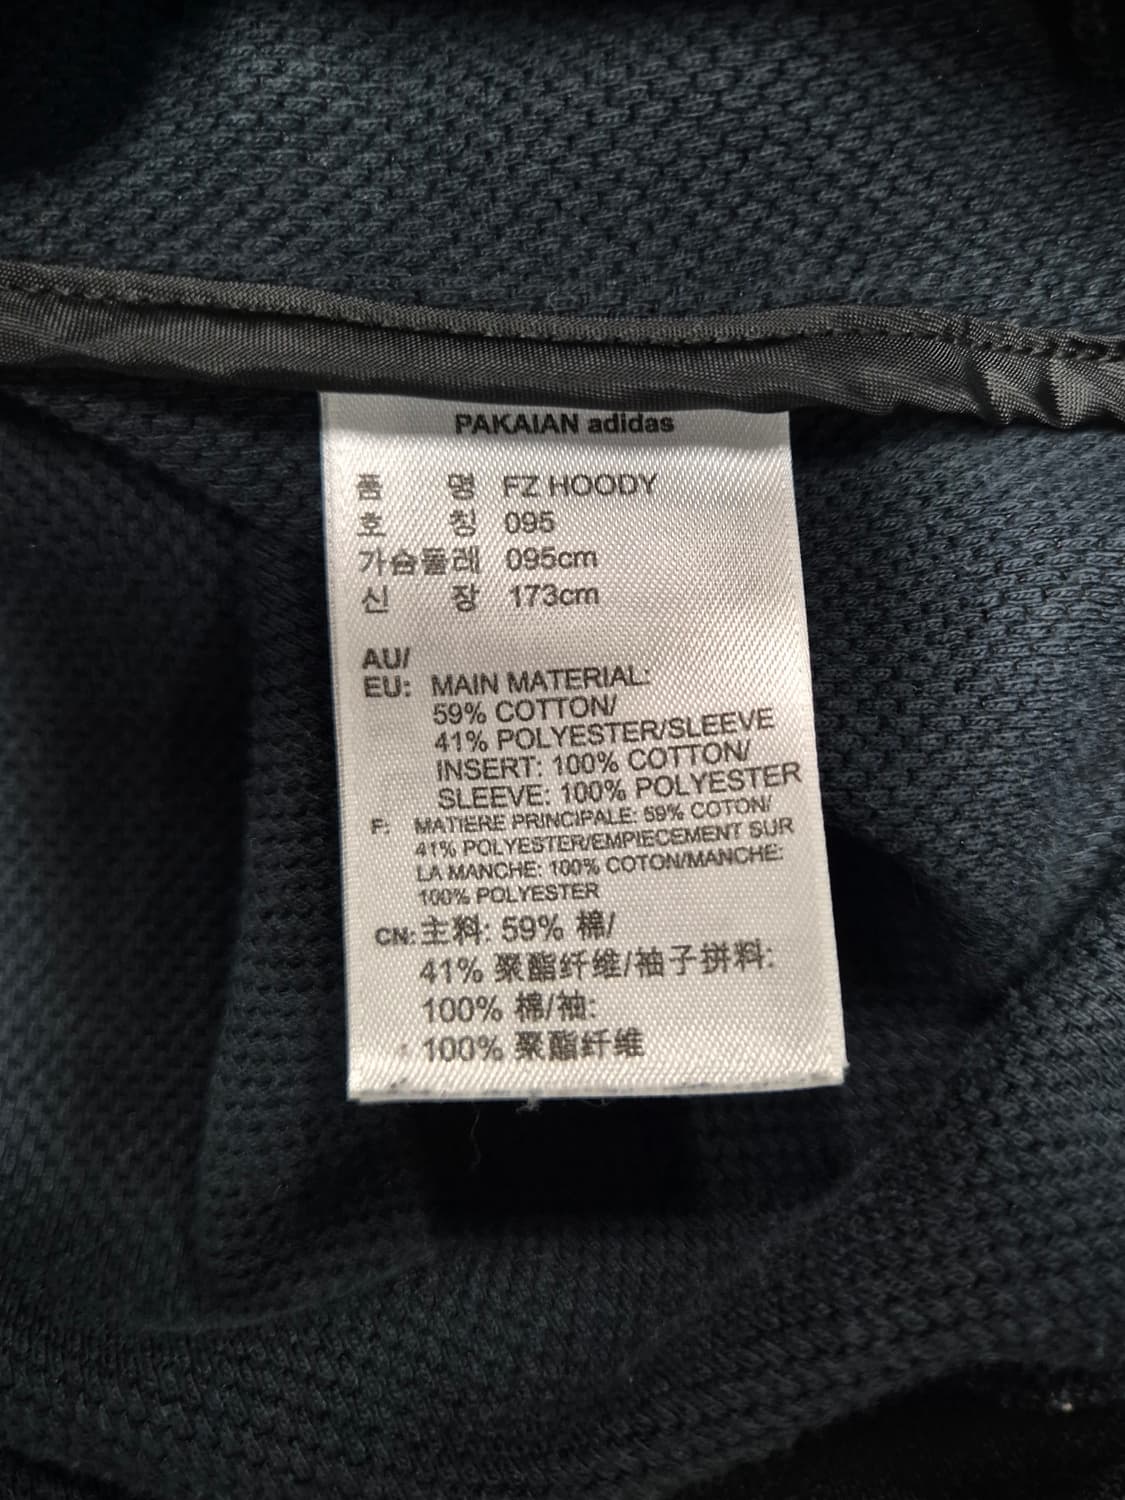 PAKAIAN adidas
품 명 FZ HOODY
호 칭 095
가슴둘레 095cm
신 장 173cm
AU/
EU: MAIN MATERIAL:
59% COTTON/
41% POLYESTER/SLEEVE
INSERT: 100% COTTON/
SLEEVE: 100% POLYESTER
F: MATIERE PRINCIPALE: 59% COTON/
41% POLYESTER/EMPIECEMENT SUR
LA MANCHE: 100% COTON/MANCHE:
100% POLYESTER
CN: 主料: 59% 棉/
41% 聚酯纤维/袖子拼料:
100% 棉/袖:
100% 聚酯纤维